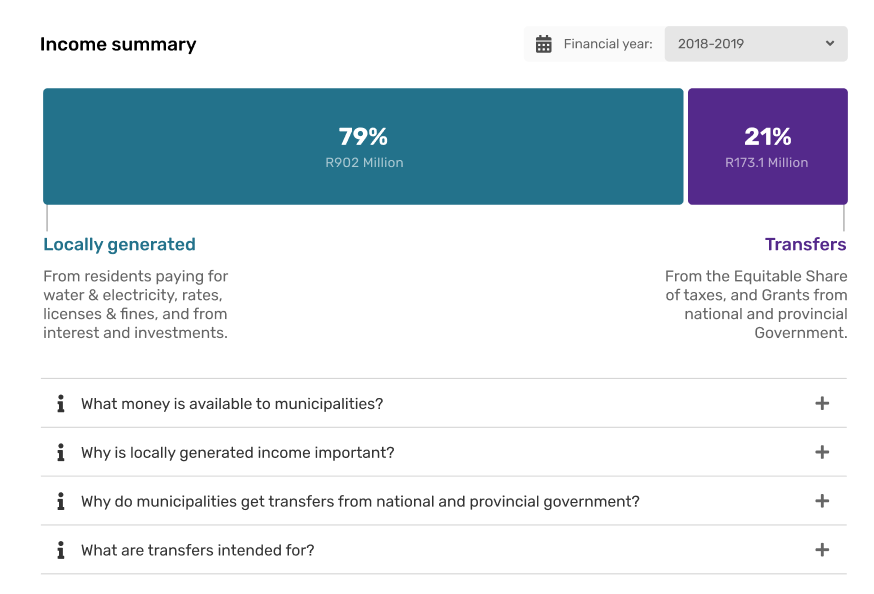 Income summary
Financial year:
2018-2019
79%
R902 Million
21%
R173.1 Million
Locally generated
From residents paying for
water & electricity, rates,
licenses & fines, and from
interest and investments.
Transfers
From the Equitable Share
of taxes, and Grants from
national and provincial
Government.
What money is available to municipalities?
Why is locally generated income important?
Why do municipalities get transfers from national and provincial government?
What are transfers intended for?